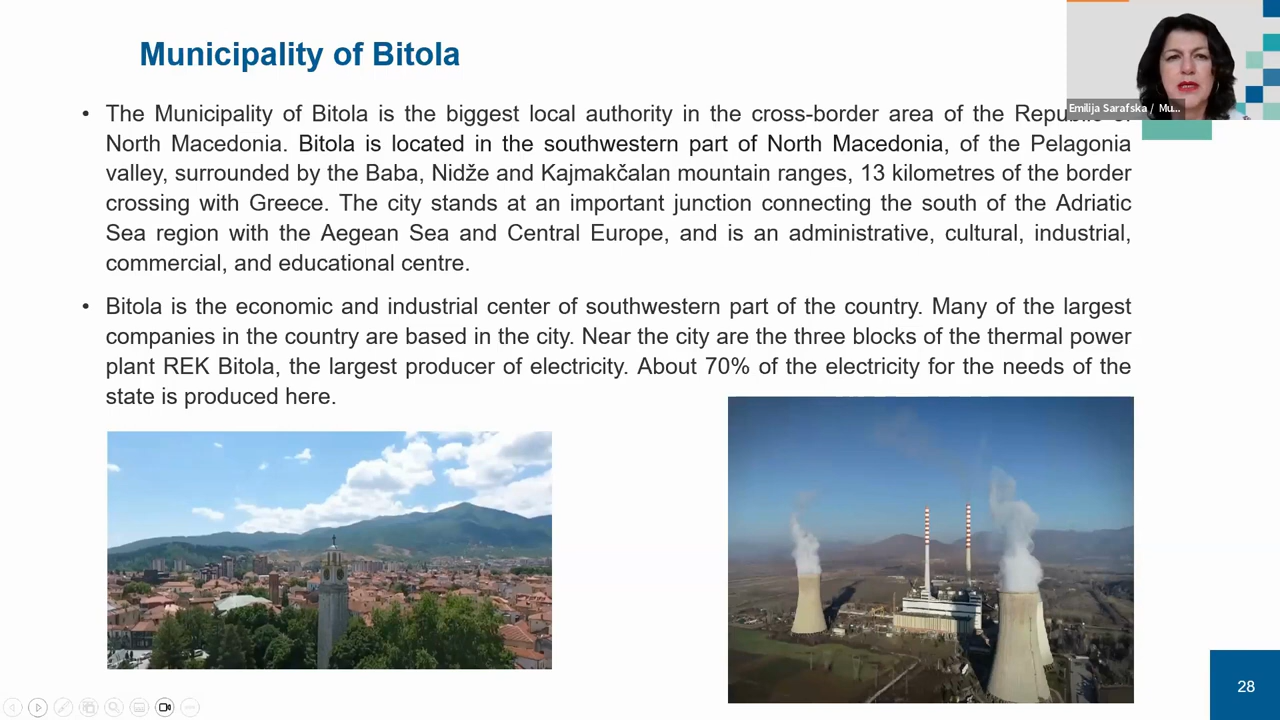 Municipality of Bitola
Emilija Sarafska / Mu...
• The Municipality of Bitola is the biggest local authority in the cross-border area of the Republic of
North Macedonia. Bitola is located in the southwestern part of North Macedonia, of the Pelagonia
valley, surrounded by the Baba, Nidže and Kajmakčalan mountain ranges, 13 kilometres of the border
crossing with Greece. The city stands at an important junction connecting the south of the Adriatic
Sea region with the Aegean Sea and Central Europe, and is an administrative, cultural, industrial,
commercial, and educational centre.
• Bitola is the economic and industrial center of southwestern part of the country. Many of the largest
companies in the country are based in the city. Near the city are the three blocks of the thermal power
plant REK Bitola, the largest producer of electricity. About 70% of the electricity for the needs of the
state is produced here.
28